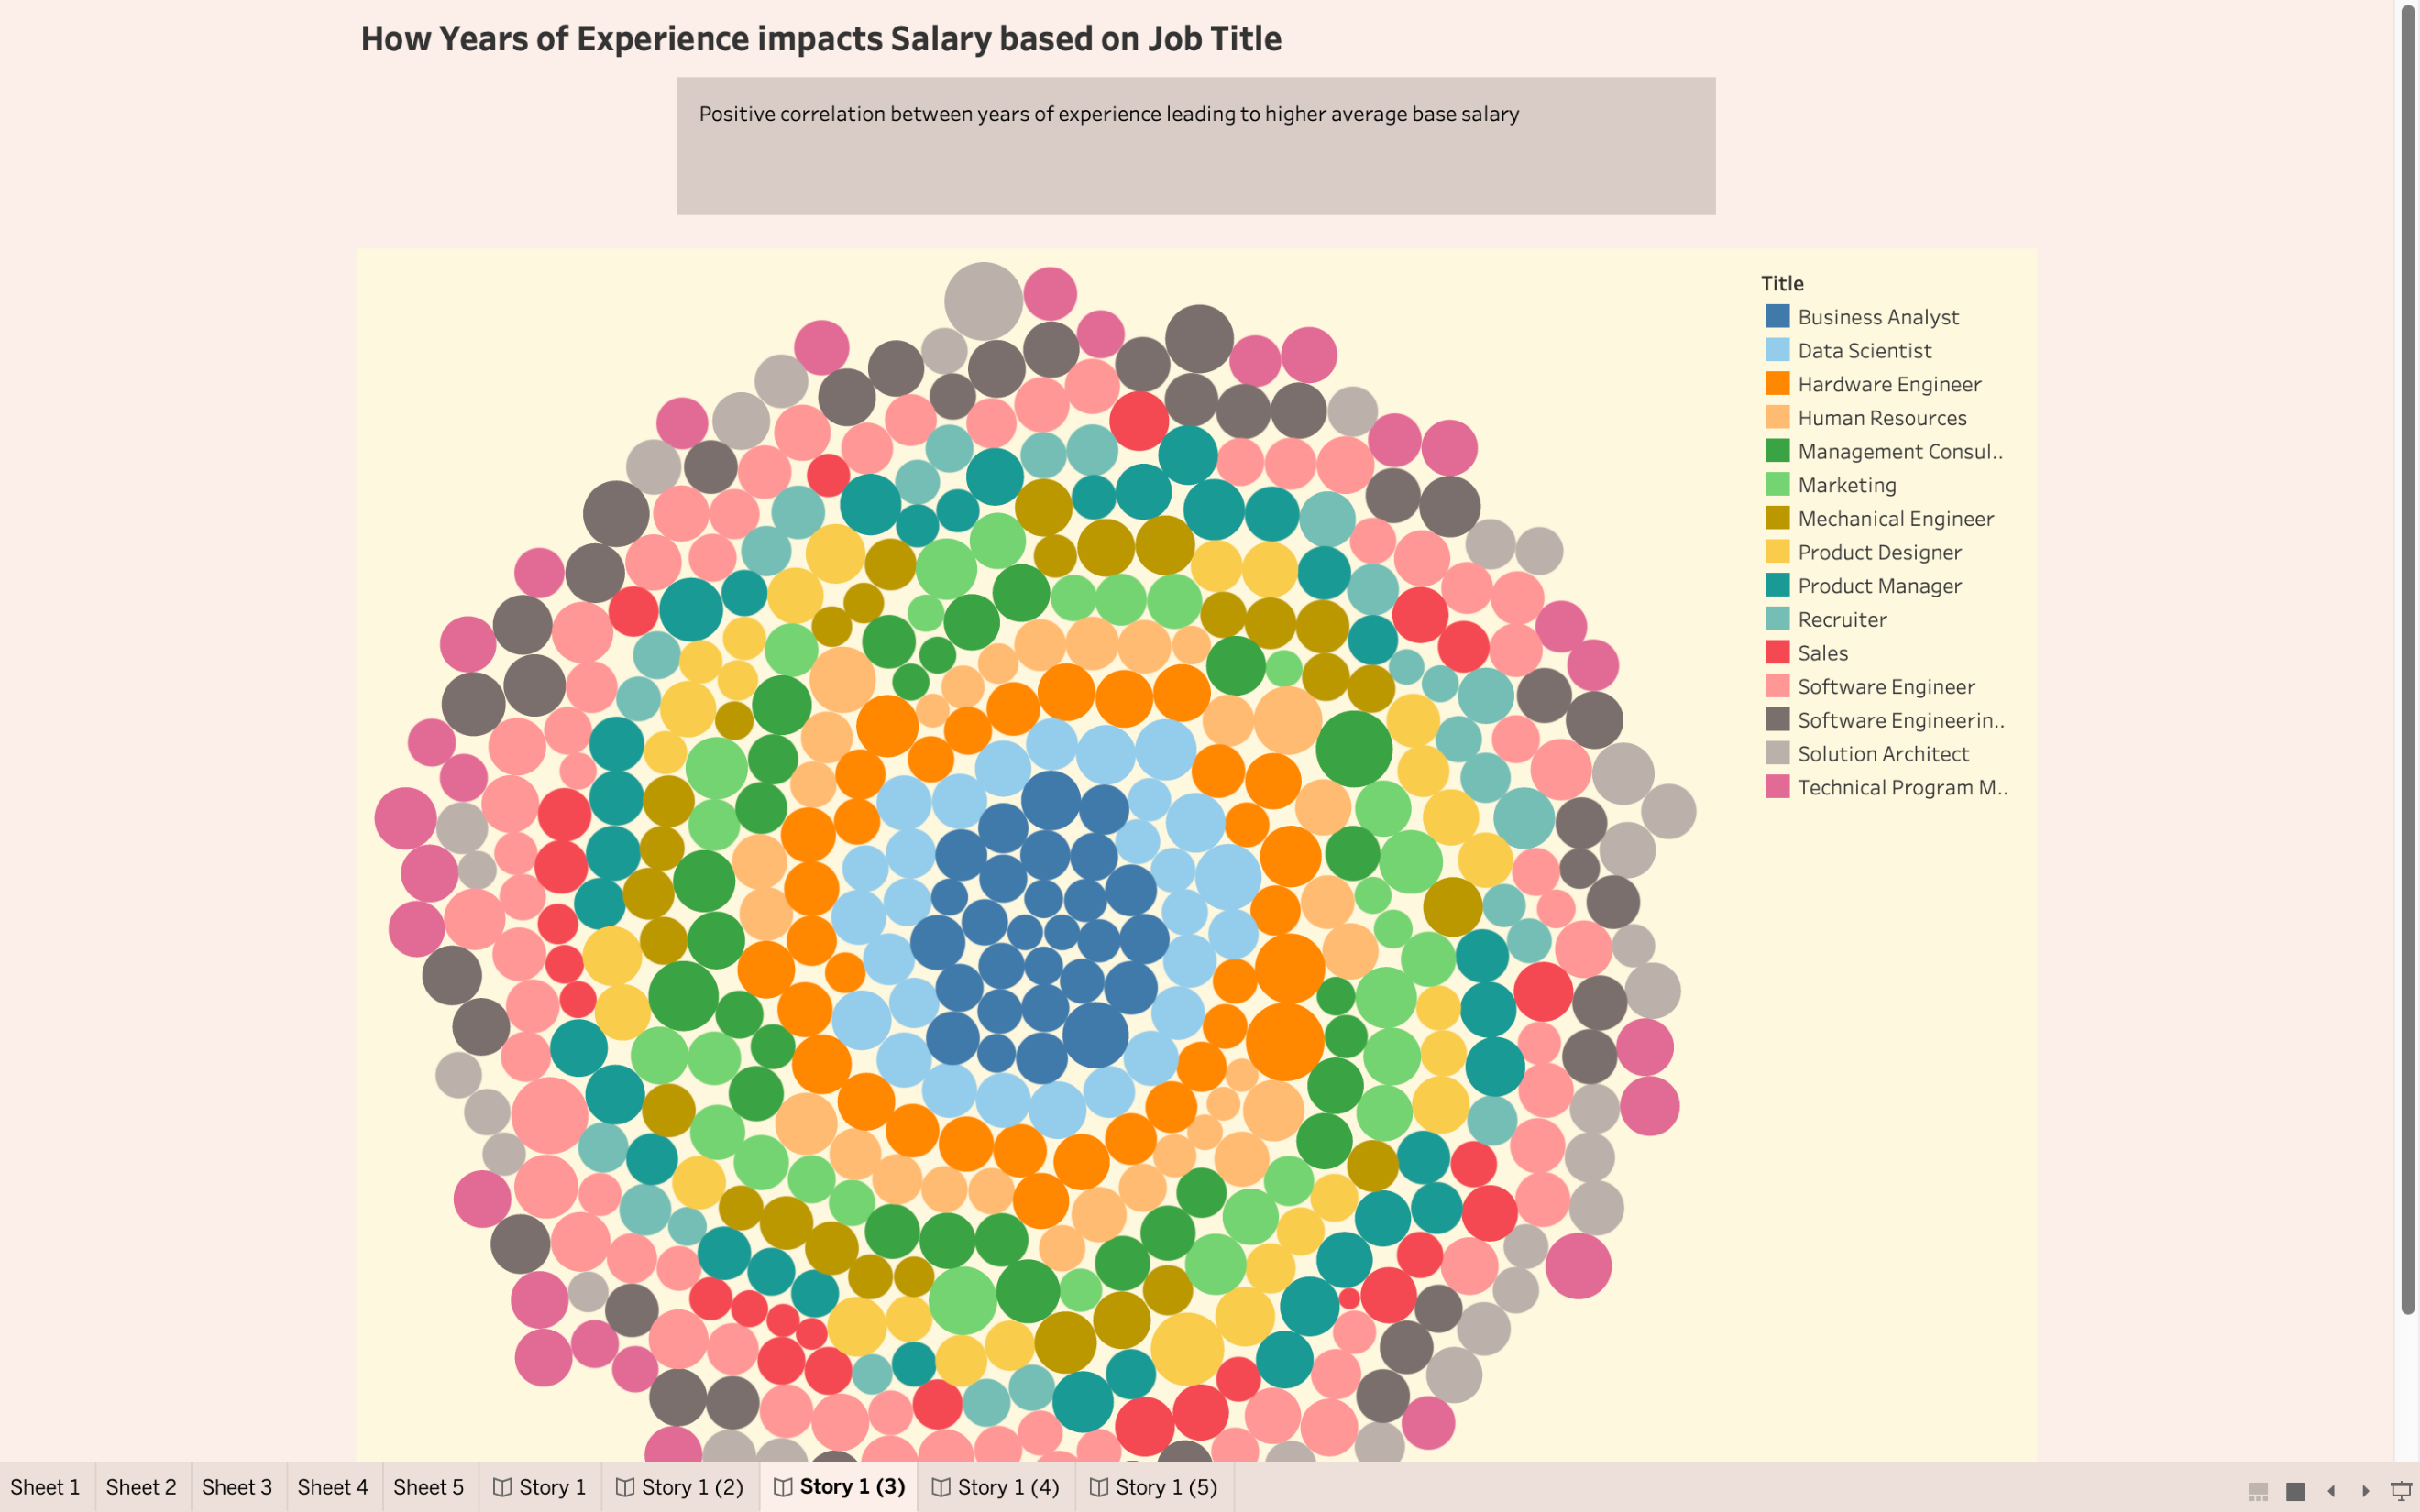 How Years of Experience impacts Salary based on Job Title
Positive correlation between years of experience leading to higher average base salary
Title
Business Analyst
Data Scientist
Hardware Engineer
Human Resources
Management Consul..
Marketing
Mechanical Engineer
Product Designer
Product Manager
Recruiter
Sales
Software Engineer
Software Engineerin..
Solution Architect
Technical Program M..
Sheet 1 Sheet 2 Sheet 3 Sheet 4 Sheet 5 Story 1 Story 1 (2) Story 1 (3) Story 1 (4) Story 1 (5)